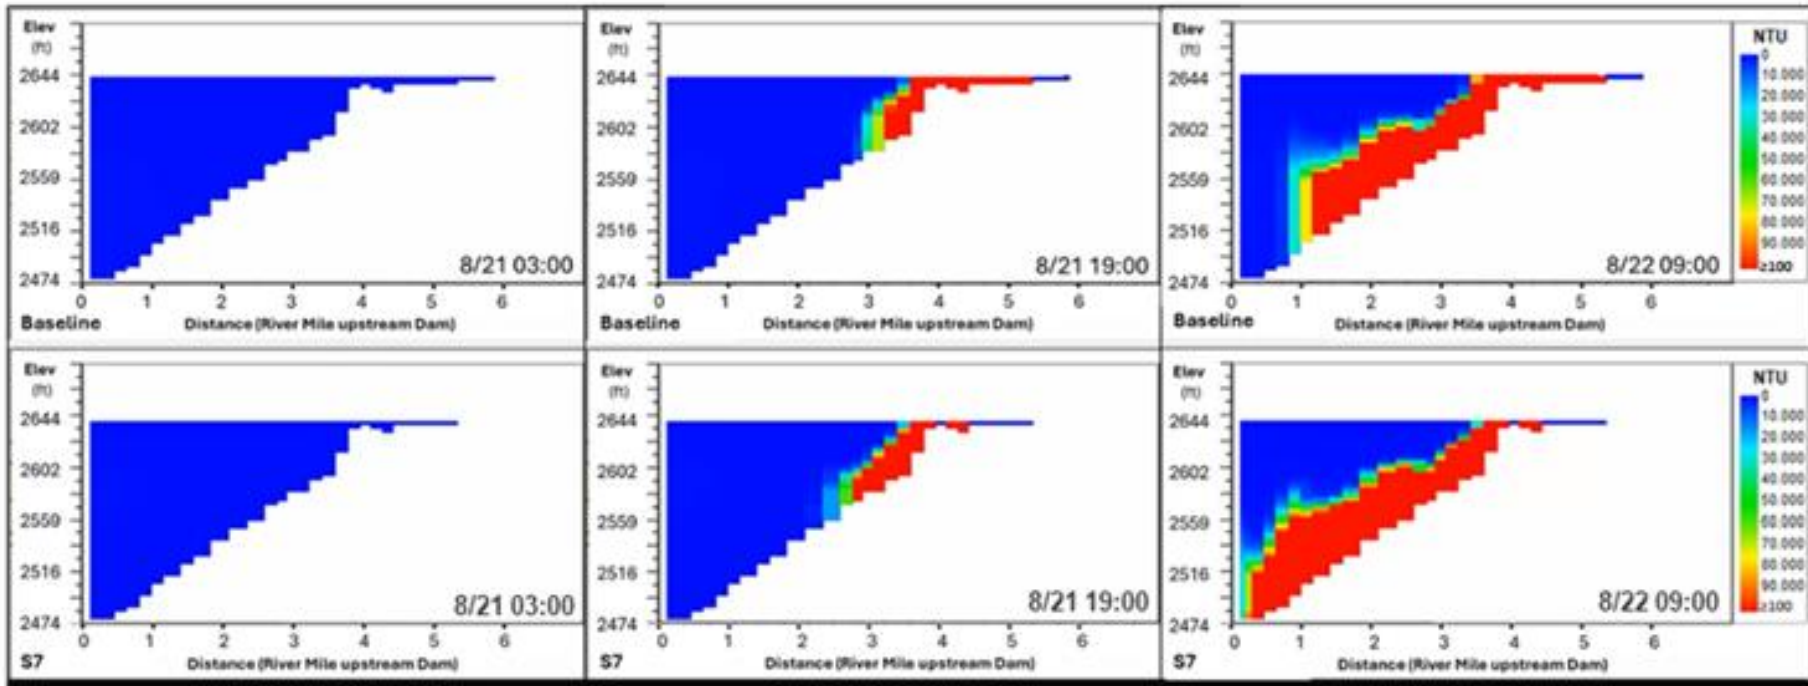 Elev
(ft)
2644
2602
2559
2516
2474
0 1 2 3 4 5 6
8/21 03:00
Baseline
Distance (River Mile upstream Dam)
Elev
(ft)
2644
2602
2559
2516
2474
0 1 2 3 4 5 6
8/21 19:00
Baseline
Distance (River Mile upstream Dam)
Elev
(ft)
2644
2602
2559
2516
2474
0 1 2 3 4 5 6
8/22 09:00
Baseline
Distance (River Mile upstream Dam)
NTU
0
10.000
20.000
30.000
40.000
50.000
60.000
70.000
80.000
90.000
≥100
Elev
(ft)
2644
2602
2559
2516
2474
0 1 2 3 4 5 6
8/21 03:00
S7
Distance (River Mile upstream Dam)
Elev
(ft)
2644
2602
2559
2516
2474
0 1 2 3 4 5 6
8/21 19:00
S7
Distance (River Mile upstream Dam)
Elev
(ft)
2644
2602
2559
2516
2474
0 1 2 3 4 5 6
8/22 09:00
S7
Distance (River Mile upstream Dam)
NTU
0
10.000
20.000
30.000
40.000
50.000
60.000
70.000
80.000
90.000
≥100